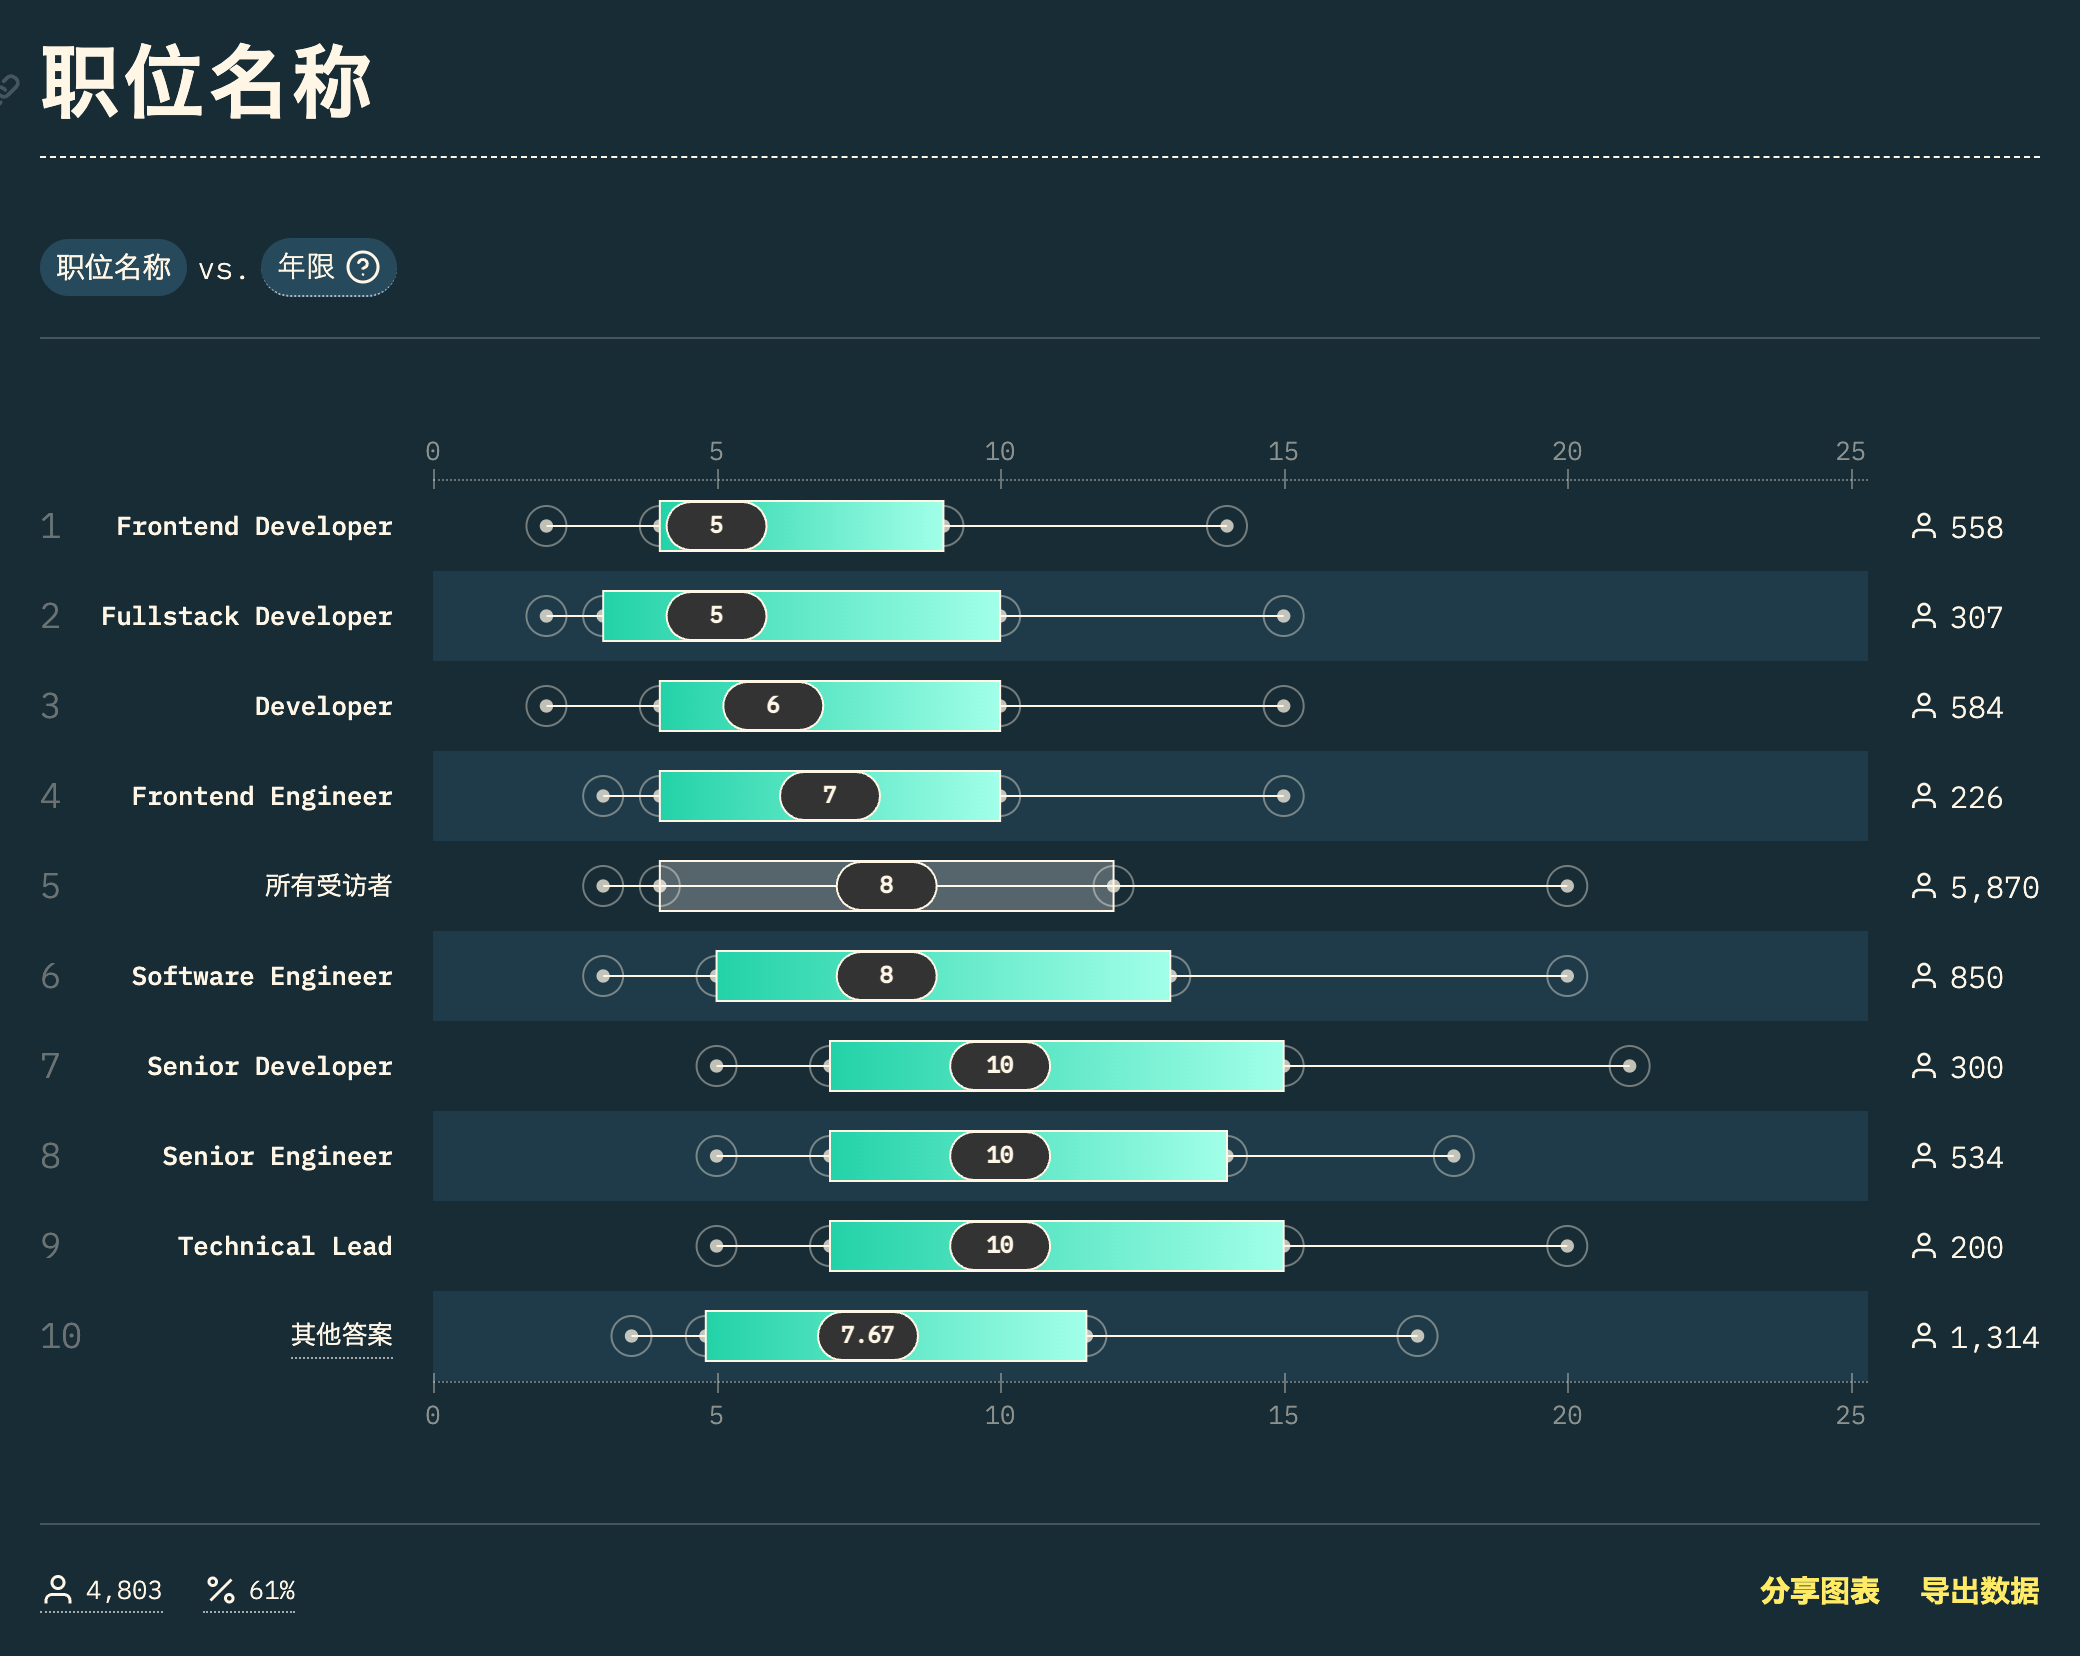 职位名称
职位名称 vs. 年限
0 5 10 15 20 25
1 Frontend Developer 5 558
2 Fullstack Developer 5 307
3 Developer 6 584
4 Frontend Engineer 7 226
5 所有受访者 8 5,870
6 Software Engineer 8 850
7 Senior Developer 10 300
8 Senior Engineer 10 534
9 Technical Lead 10 200
10 其他答案 7.67 1,314
0 5 10 15 20 25
4,803 61% 分享图表 导出数据